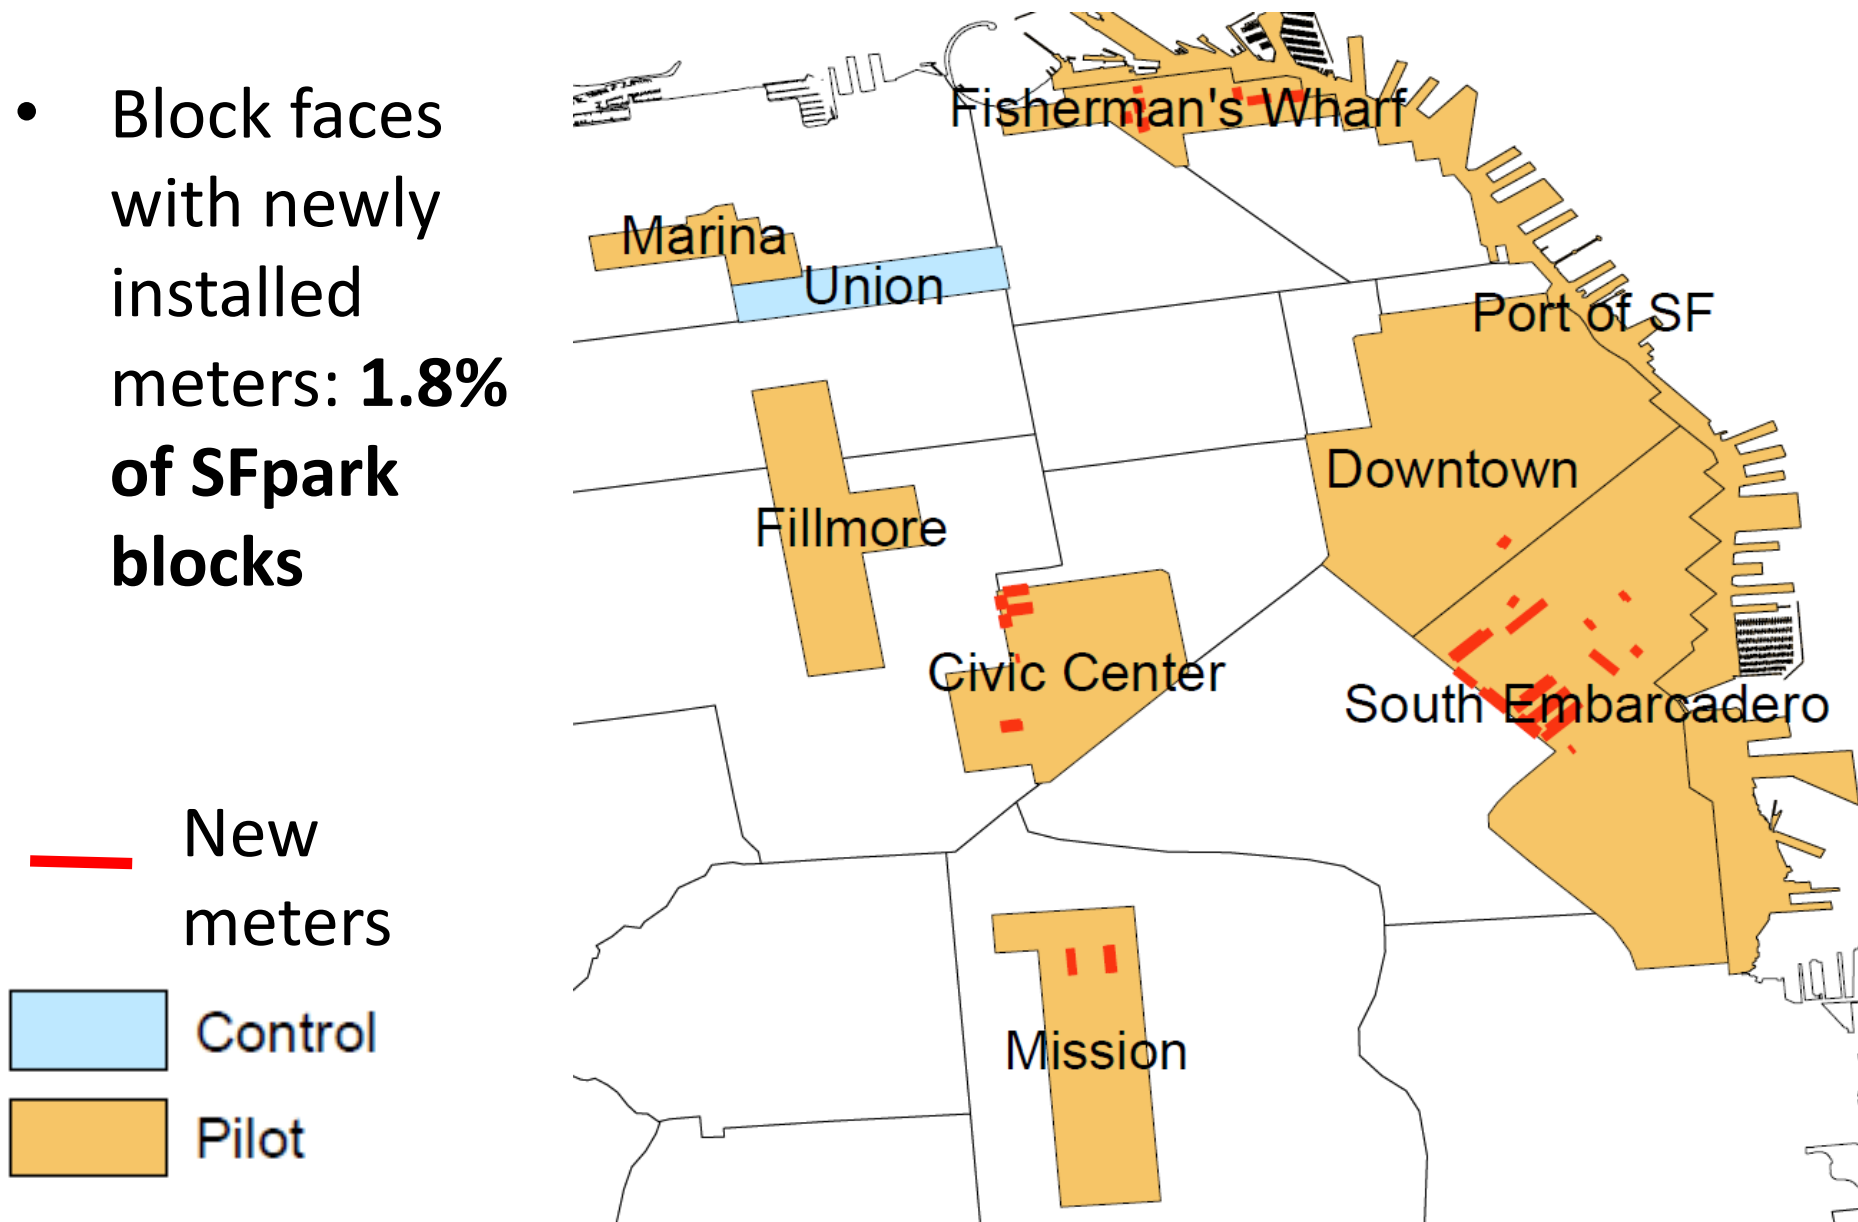 • Block faces
with newly
installed
meters: 1.8%
of SFpark
blocks
New
meters
Control
Pilot
Fisherman's Wharf
Marina
Union
Port of SF
Downtown
Fillmore
Civic Center
South Embarcadero
Mission